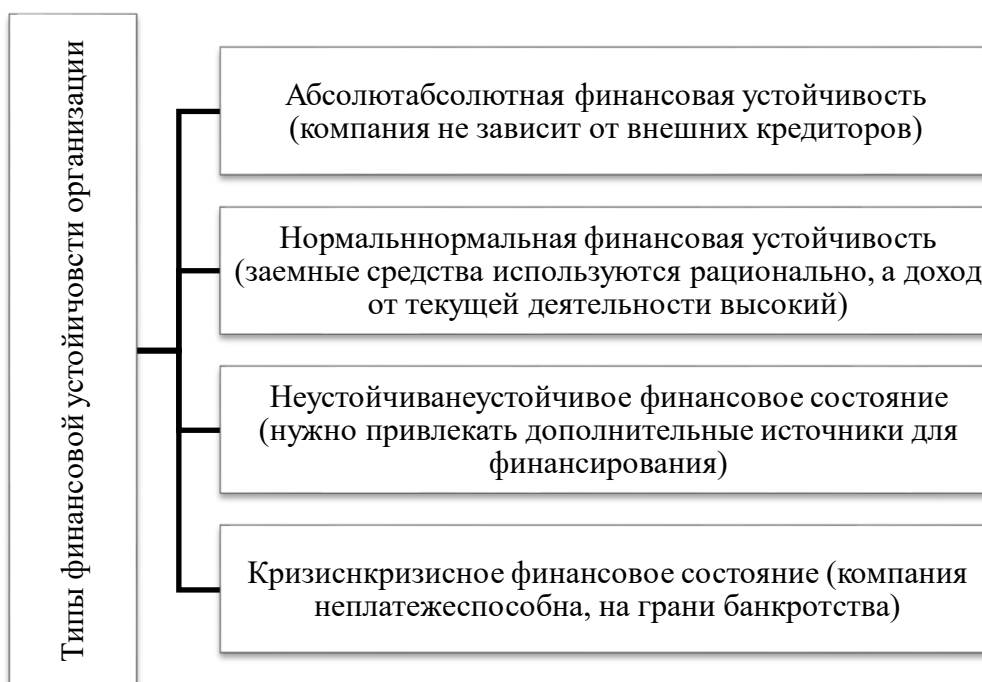 Типы финансовой устойичовсти организации
Абсолютабсолютная финансовая устойчивость
(компания не зависит от внешних кредиторов)
Нормальннормальная финансовая устойчивость
(заемные средства используются рационально, а доход
от текущей деятельности высокий)
Неустойчиванеустойчивое финансовое состояние
(нужно привлекать дополнительные источники для
финансирования)
Кризиснкризисное финансовое состояние (компания
неплатежеспособна, на грани банкротства)